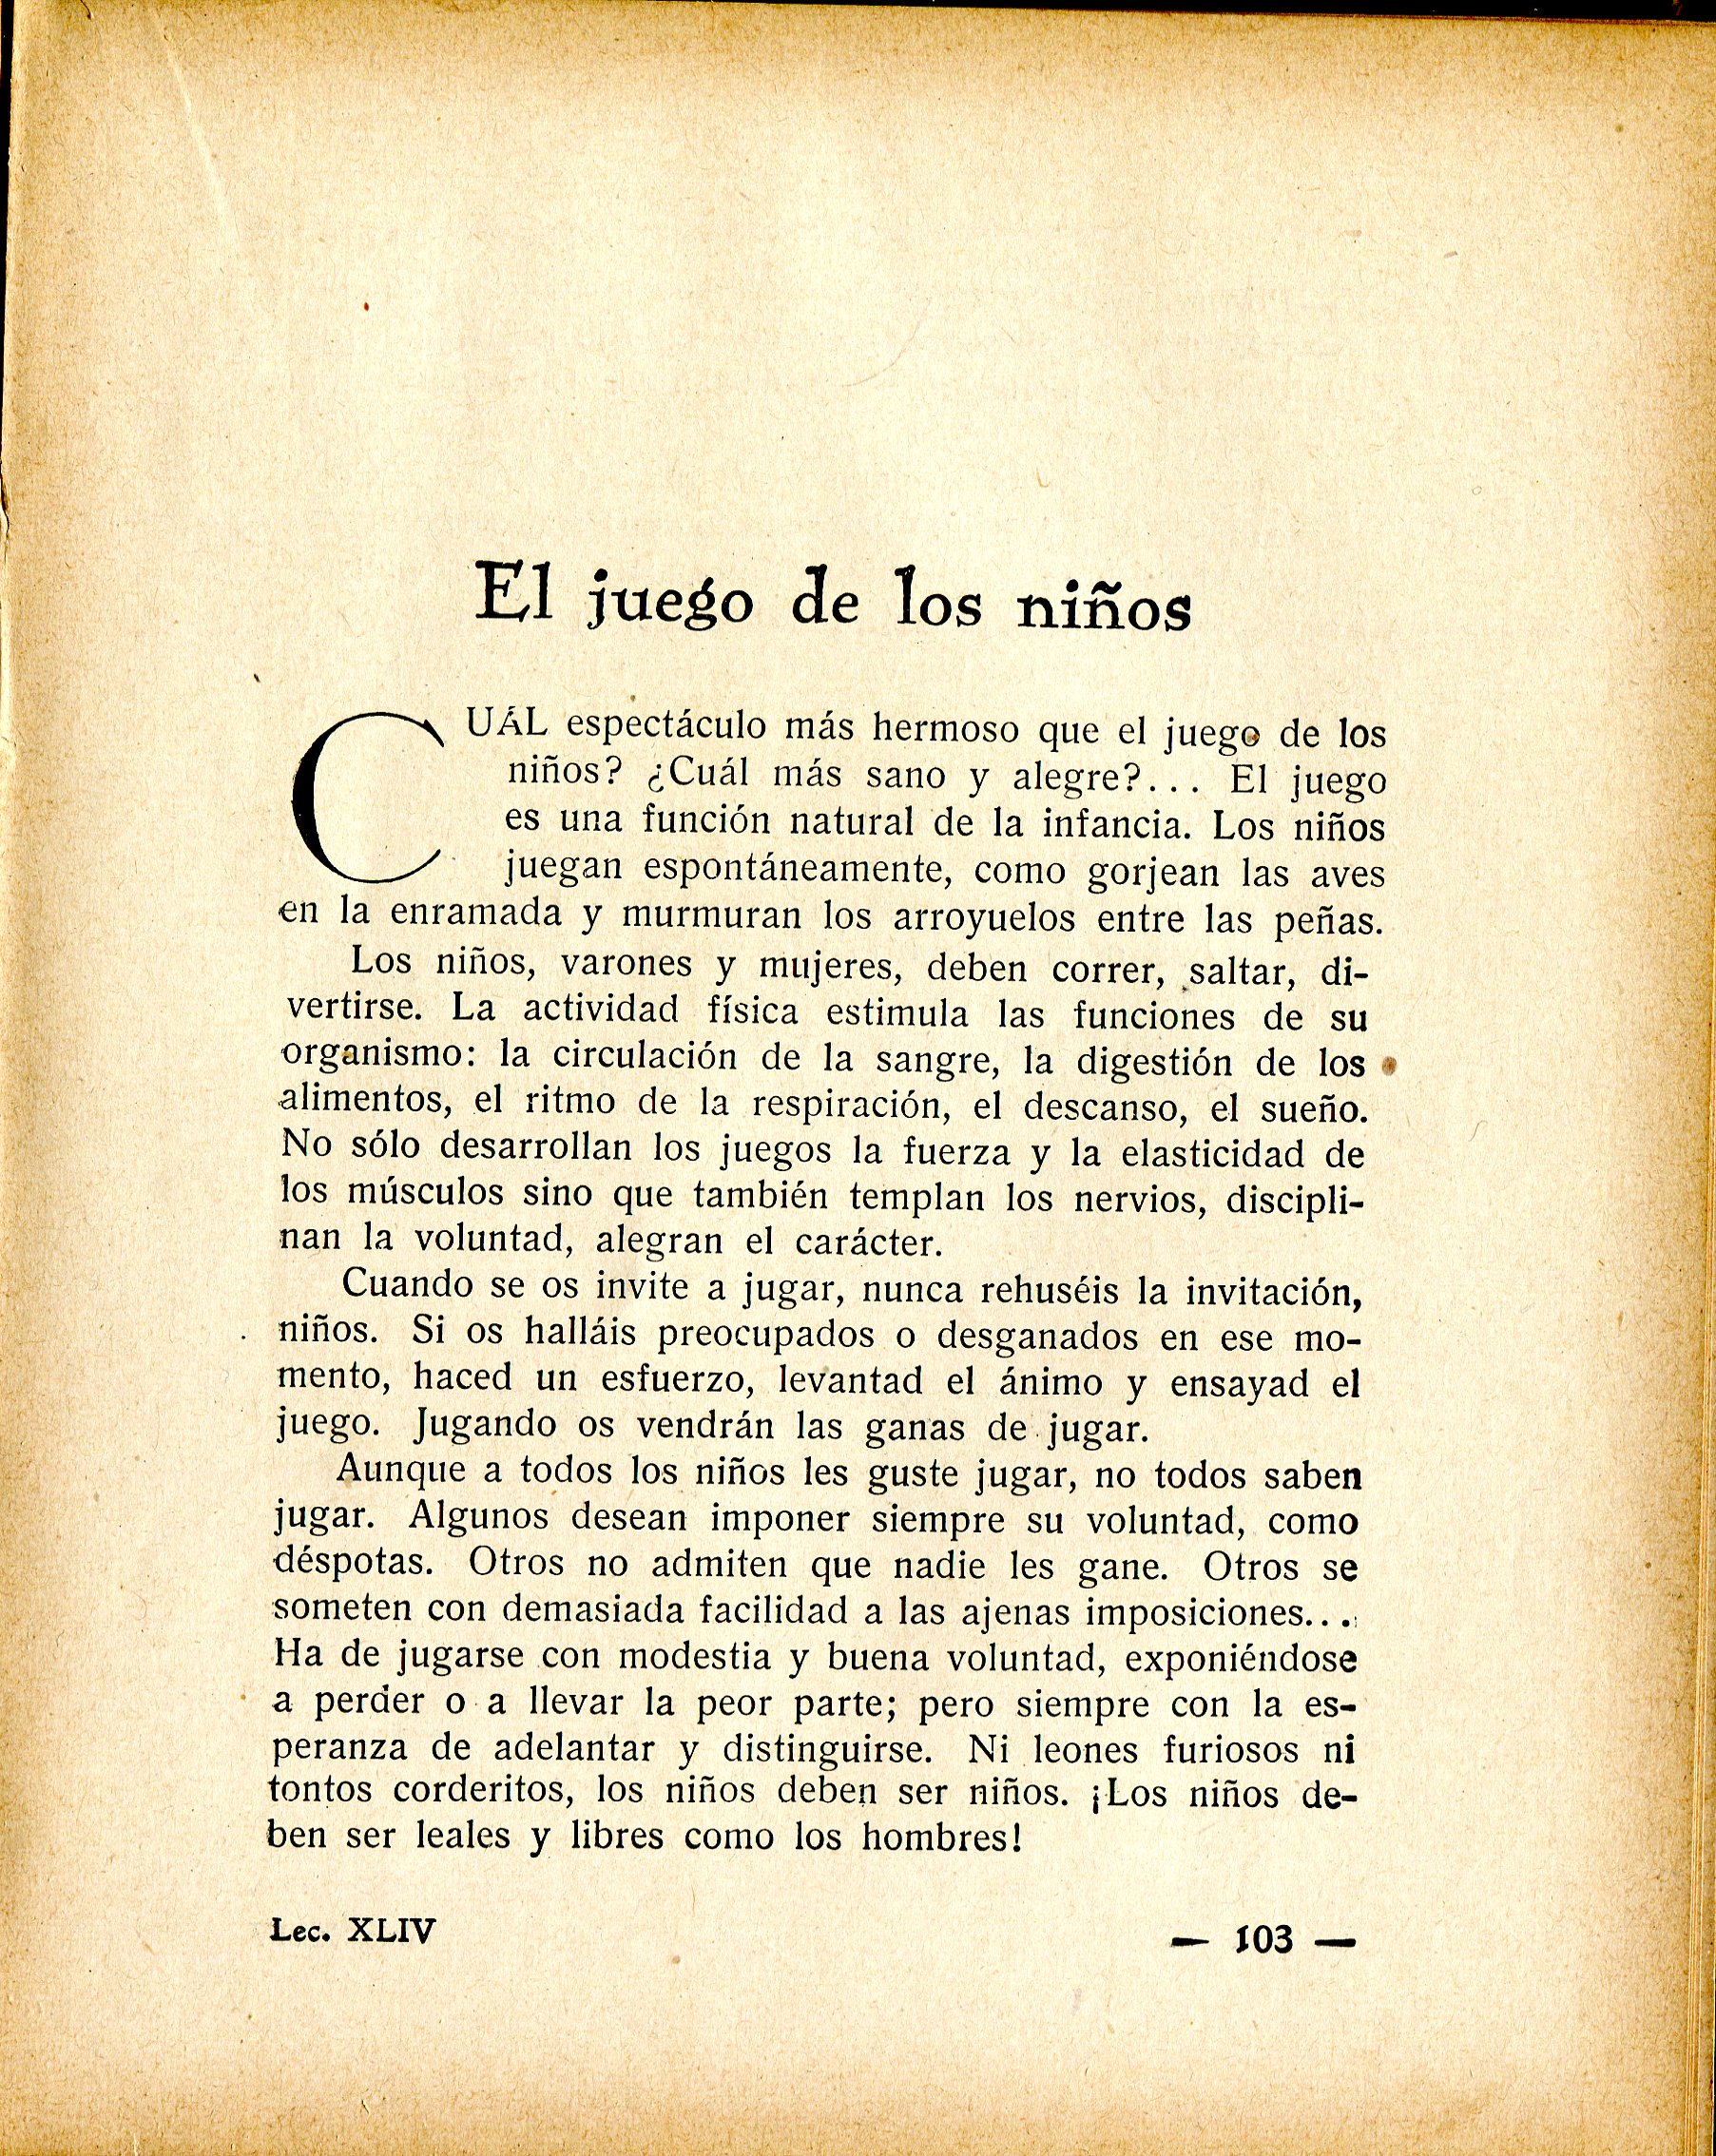 El juego de los niños
CUÁL espectáculo más hermoso que el juego de los
niños? ¿Cuál más sano y alegre?... El juego
es una función natural de la infancia. Los niños
juegan espontáneamente, como gorjean las aves
en la enramada y murmuran los arroyuelos entre las peñas.
Los niños, varones y mujeres, deben correr, saltar, di-
vertirse. La actividad física estimula las funciones de su
organismo: la circulación de la sangre, la digestión de los
alimentos, el ritmo de la respiración, el descanso, el sueño.
No sólo desarrollan los juegos la fuerza y la elasticidad de
los músculos sino que también templan los nervios, discipli-
nan la voluntad, alegran el carácter.
Cuando se os invite a jugar, nunca rehuséis la invitación,
niños. Si os halláis preocupados o desganados en ese mo-
mento, haced un esfuerzo, levantad el ánimo y ensayad el
juego. Jugando os vendrán las ganas de jugar.
Aunque a todos los niños les guste jugar, no todos saben
jugar. Algunos desean imponer siempre su voluntad, como
déspotas. Otros no admiten que nadie les gane. Otros se
someten con demasiada facilidad a las ajenas imposiciones...
Ha de jugarse con modestia y buena voluntad, exponiéndose
a perder o a llevar la peor parte; pero siempre con la es-
peranza de adelantar y distinguirse. Ni leones furiosos ni
tontos corderitos, los niños deben ser niños. ¡Los niños de-
ben ser leales y libres como los hombres!
Lec. XLIV — 103 —